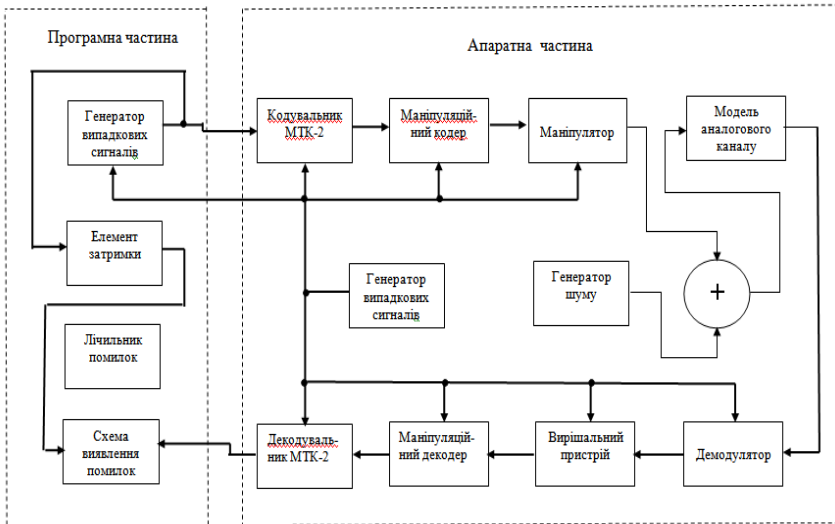 Програмна частина
Апаратна частина
Генератор
випадкових
сигналів
Кодувальник
МТК-2
Маніпуляцій-
ний кодер
Маніпулятор
Модель
аналогового
каналу
Елемент
затримки
Генератор
випадкових
сигналів
Генератор
шуму
+
Лічильник
помилок
Схема
виявлення
помилок
Декодуваль-
ник МТК-2
Маніпуляцій-
ний декодер
Вирішальний
пристрій
Демодулятор